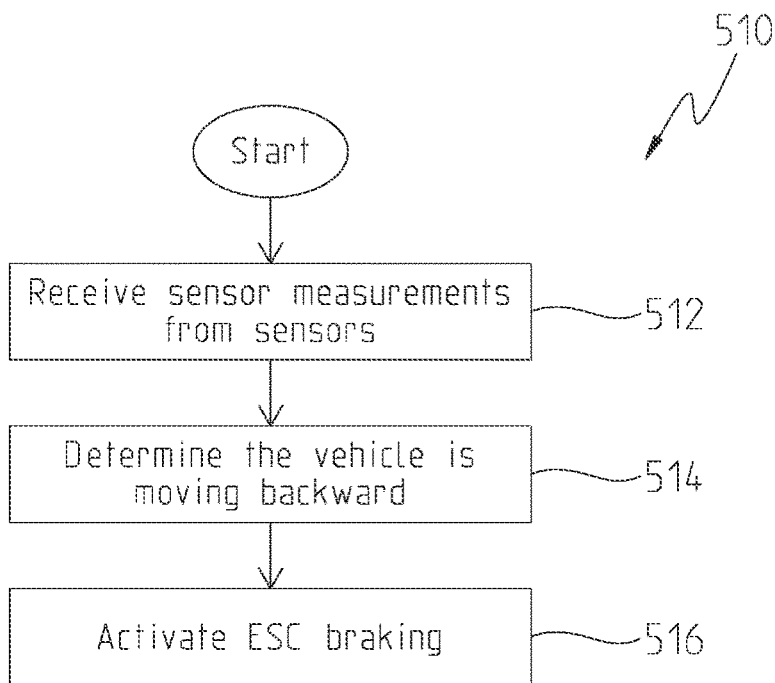 510
Start
Receive sensor measurements
from sensors
512
Determine the vehicle is
moving backward
514
Activate ESC braking
516